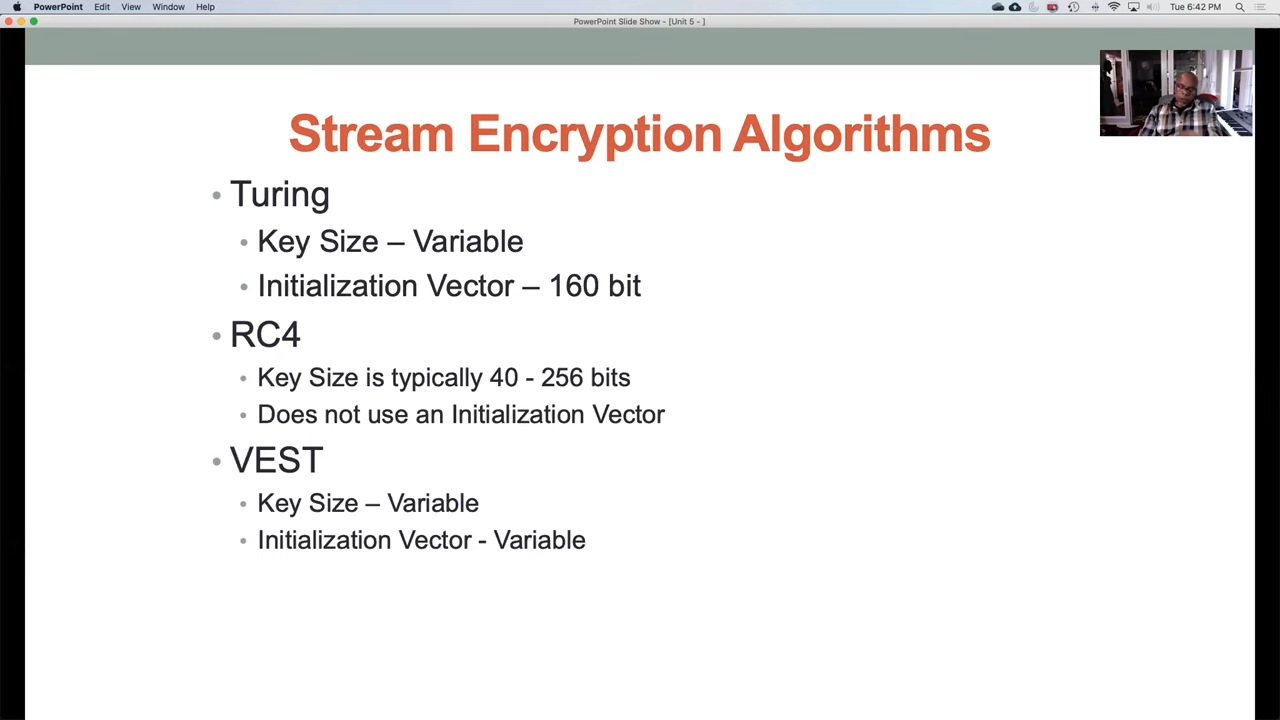 PowerPoint Edit View Window Help Tue 6:42 PM
PowerPoint Slide Show - [Unit 5 - ]
Stream Encryption Algorithms
• Turing
• Key Size – Variable
• Initialization Vector – 160 bit
• RC4
• Key Size is typically 40 - 256 bits
• Does not use an Initialization Vector
• VEST
• Key Size – Variable
• Initialization Vector - Variable